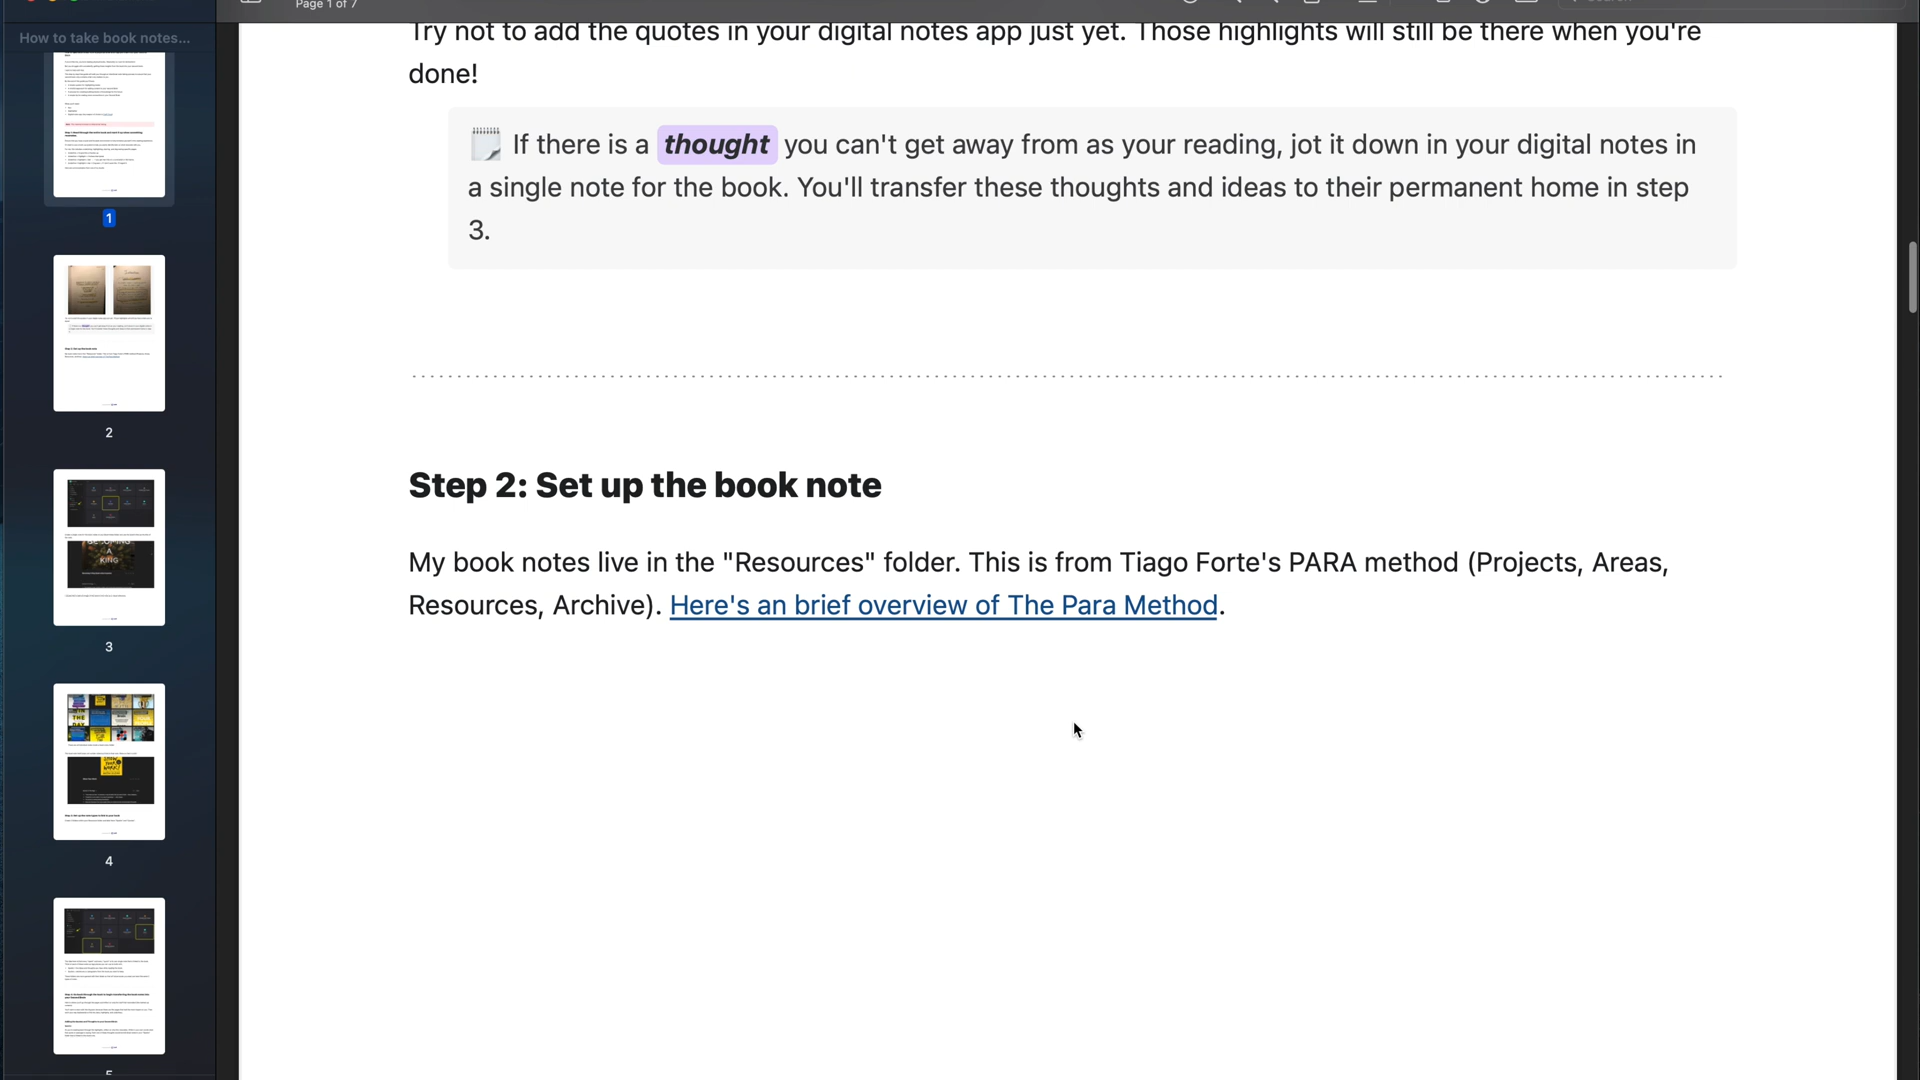 Page 1 of 7
How to take book notes...
Try not to add the quotes in your digital notes app just yet. Those highlights will still be there when you're
done!
If there is a thought you can't get away from as your reading, jot it down in your digital notes in
a single note for the book. You'll transfer these thoughts and ideas to their permanent home in step
3.
Step 2: Set up the book note
My book notes live in the "Resources" folder. This is from Tiago Forte's PARA method (Projects, Areas,
Resources, Archive). Here's an brief overview of The Para Method.
1
2
3
4
5